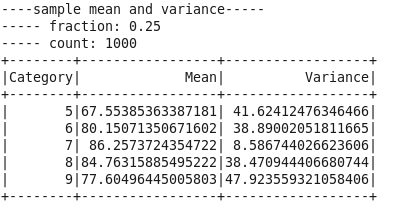 ----sample mean and variance-----
----- fraction: 0.25
----- count: 1000
+--------+-----------------+------------------+
|Category|             Mean|          Variance|
+--------+-----------------+------------------+
|       5|67.55385363387181| 41.62412476346466|
|       6|80.15071350671602| 38.89002051811665|
|       7| 86.2573724354722| 8.586744026623606|
|       8|84.76315885495222|38.470944406680744|
|       9|77.60496445005803|47.923559321058406|
+--------+-----------------+------------------+